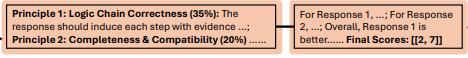 Principle 1: Logic Chain Correctness (35%): The
response should induce each step with evidence ...;
Principle 2: Completeness & Compatibility (20%) ......
For Response 1, ...; For Response
2, ...; Overall, Response 1 is
better...... Final Scores: [[2, 7]]